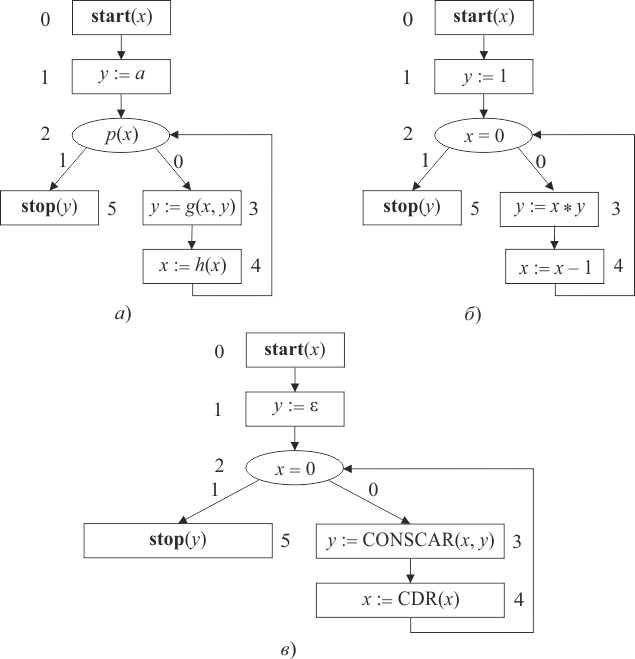 0 start(x)
1 y := a
2 p(x)
1 0
stop(y) 5 y := g(x, y) 3
x := h(x) 4
а)
0 start(x)
1 y := 1
2 x = 0
1 0
stop(y) 5 y := x ∗ y 3
x := x – 1 4
б)
0 start(x)
1 y := ε
2 x = 0
1 0
stop(y) 5 y := CONSCAR(x, y) 3
x := CDR(x) 4
в)